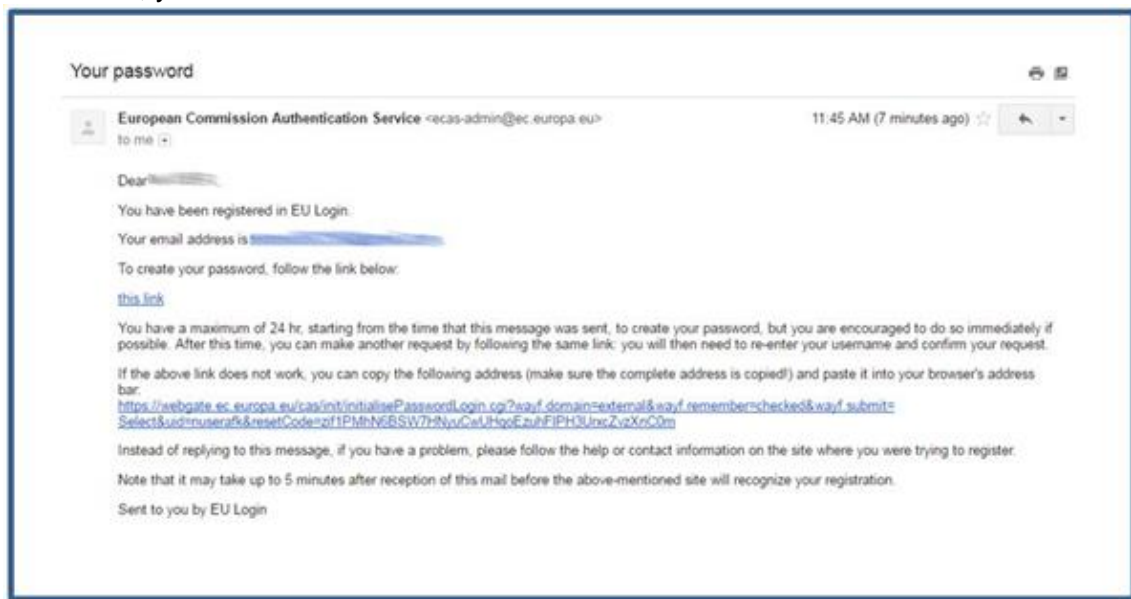 Your password
European Commission Authentication Service <ecas-admin@ec.europa.eu>
11:45 AM (7 minutes ago)
to me
Dear
You have been registered in EU Login.
Your email address is
To create your password, follow the link below:
this link
You have a maximum of 24 hr, starting from the time that this message was sent, to create your password, but you are encouraged to do so immediately if
possible. After this time, you can make another request by following the same link: you will then need to re-enter your username and confirm your request.
If the above link does not work, you can copy the following address (make sure the complete address is copied!) and paste it into your browser's address
bar:
https://webgate.ec.europa.eu/cas/init/initialisePasswordLogin.cgi?wayf.domain=external&wayf.remember=checked&wayf.submit=
Instead of replying to this message, if you have a problem, please follow the help or contact information on the site where you were trying to register.
Note that it may take up to 5 minutes after reception of this mail before the above-mentioned site will recognize your registration.
Sent to you by EU Login